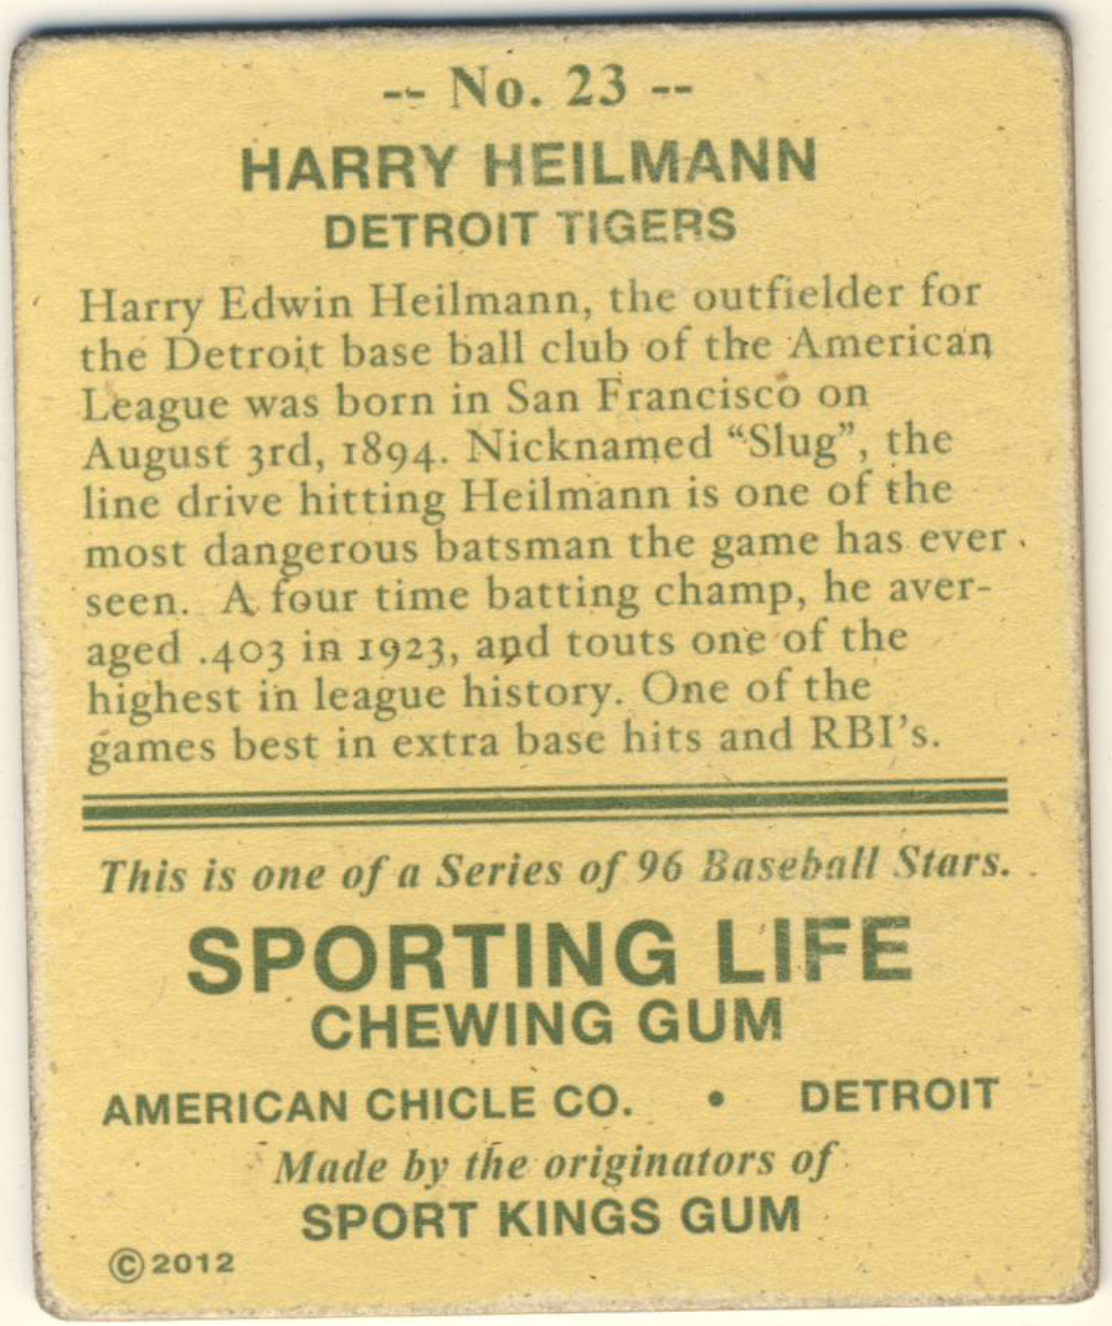 -- No. 23 --
HARRY HEILMANN
DETROIT TIGERS
Harry Edwin Heilmann, the outfielder for
the Detroit base ball club of the American
League was born in San Francisco on
August 3rd, 1894. Nicknamed “Slug”, the
line drive hitting Heilmann is one of the
most dangerous batsman the game has ever
seen. A four time batting champ, he aver-
aged .403 in 1923, and touts one of the
highest in league history. One of the
games best in extra base hits and RBI’s.
This is one of a Series of 96 Baseball Stars.
SPORTING LIFE
CHEWING GUM
AMERICAN CHICLE CO. • DETROIT
Made by the originators of
SPORT KINGS GUM
©2012